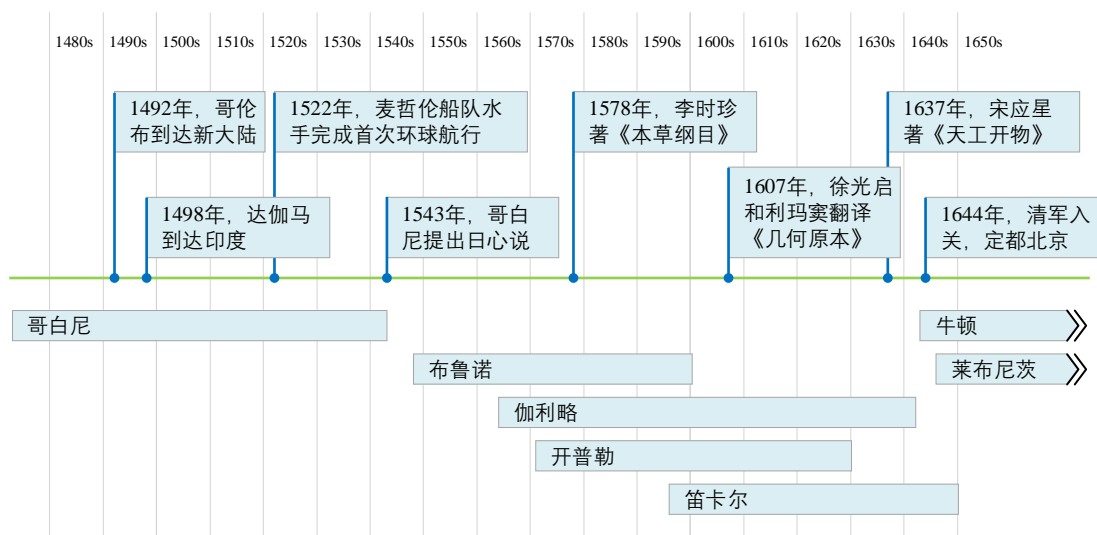 1480s 1490s 1500s 1510s 1520s 1530s 1540s 1550s 1560s 1570s 1580s 1590s 1600s 1610s 1620s 1630s 1640s 1650s
1492年，哥伦
布到达新大陆
1522年，麦哲伦船队水
手完成首次环球航行
1578年，李时珍
著《本草纲目》
1637年，宋应星
著《天工开物》
1498年，达伽马
到达印度
1543年，哥白
尼提出日心说
1607年，徐光启
和利玛窦翻译
《几何原本》
1644年，清军入
关，定都北京
哥白尼
牛顿
布鲁诺
莱布尼茨
伽利略
开普勒
笛卡尔